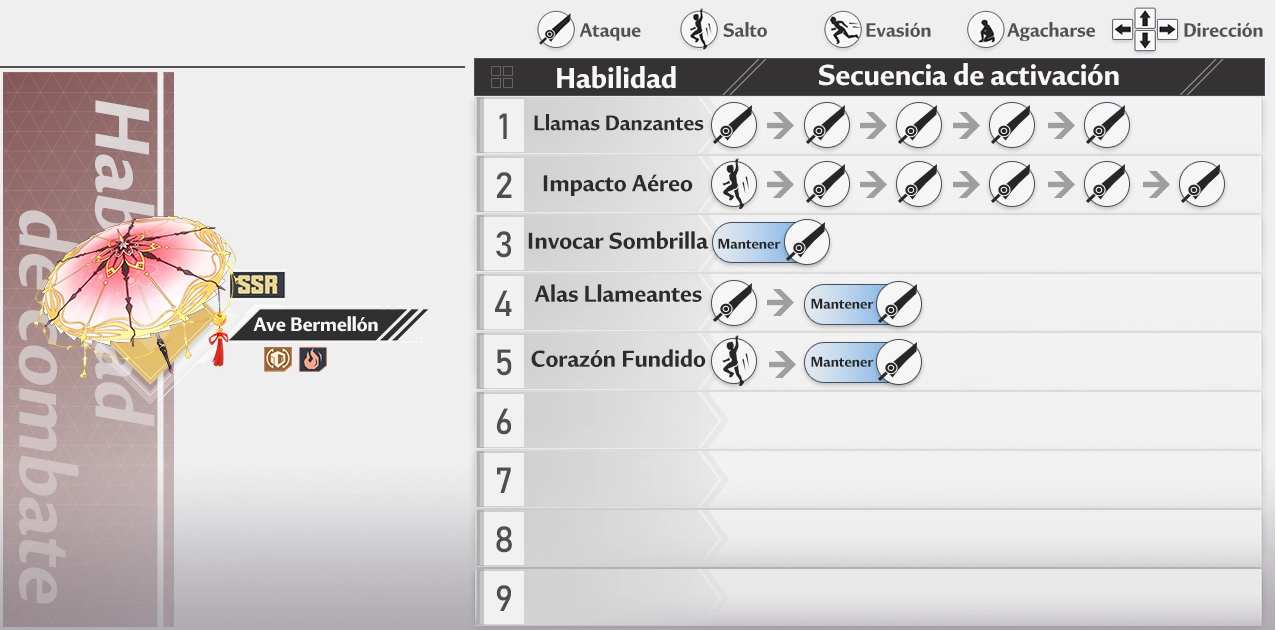 Ataque
Salto
Evasión
Agacharse
Dirección
Habilidad
Secuencia de activación
1 Llamas Danzantes
2 Impacto Aéreo
3 Invocar Sombrilla Mantener
4 Alas Llameantes Mantener
5 Corazón Fundido Mantener
6
7
8
9
Habilidad
de combate
SSR
Ave Bermellón